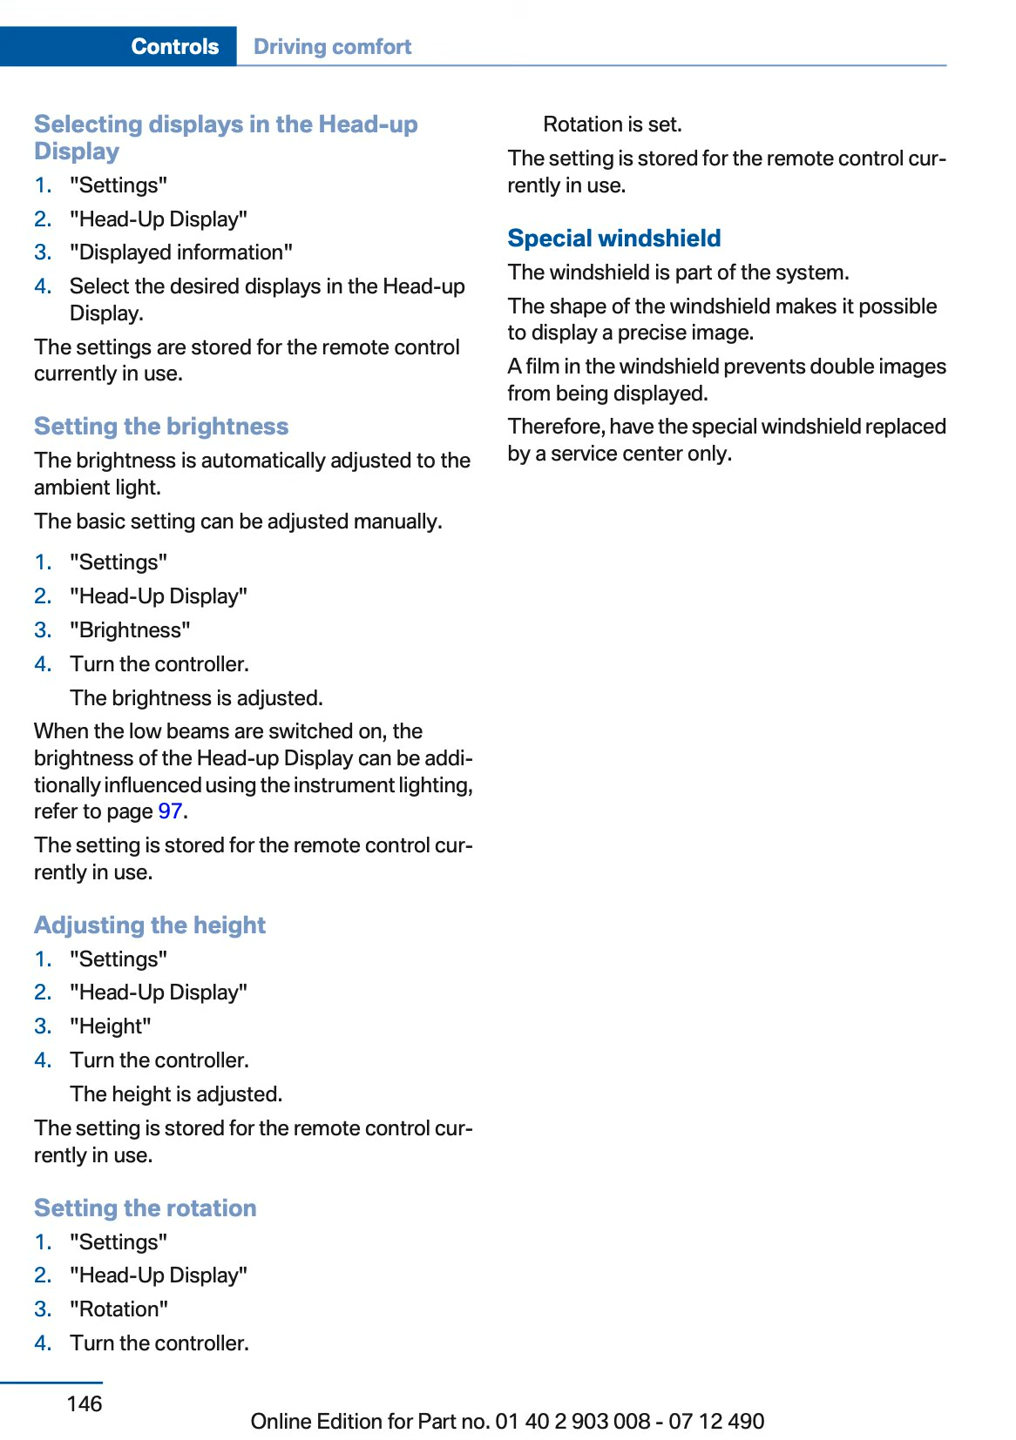 Controls Driving comfort
Selecting displays in the Head-up
Display
1. "Settings"
2. "Head-Up Display"
3. "Displayed information"
4. Select the desired displays in the Head-up
Display.
The settings are stored for the remote control
currently in use.
Setting the brightness
The brightness is automatically adjusted to the
ambient light.
The basic setting can be adjusted manually.
1. "Settings"
2. "Head-Up Display"
3. "Brightness"
4. Turn the controller.
The brightness is adjusted.
When the low beams are switched on, the
brightness of the Head-up Display can be addi-
tionally influenced using the instrument lighting,
refer to page 97.
The setting is stored for the remote control cur-
rently in use.
Adjusting the height
1. "Settings"
2. "Head-Up Display"
3. "Height"
4. Turn the controller.
The height is adjusted.
The setting is stored for the remote control cur-
rently in use.
Setting the rotation
1. "Settings"
2. "Head-Up Display"
3. "Rotation"
4. Turn the controller.
Rotation is set.
The setting is stored for the remote control cur-
rently in use.
Special windshield
The windshield is part of the system.
The shape of the windshield makes it possible
to display a precise image.
A film in the windshield prevents double images
from being displayed.
Therefore, have the special windshield replaced
by a service center only.
146
Online Edition for Part no. 01 40 2 903 008 - 07 12 490